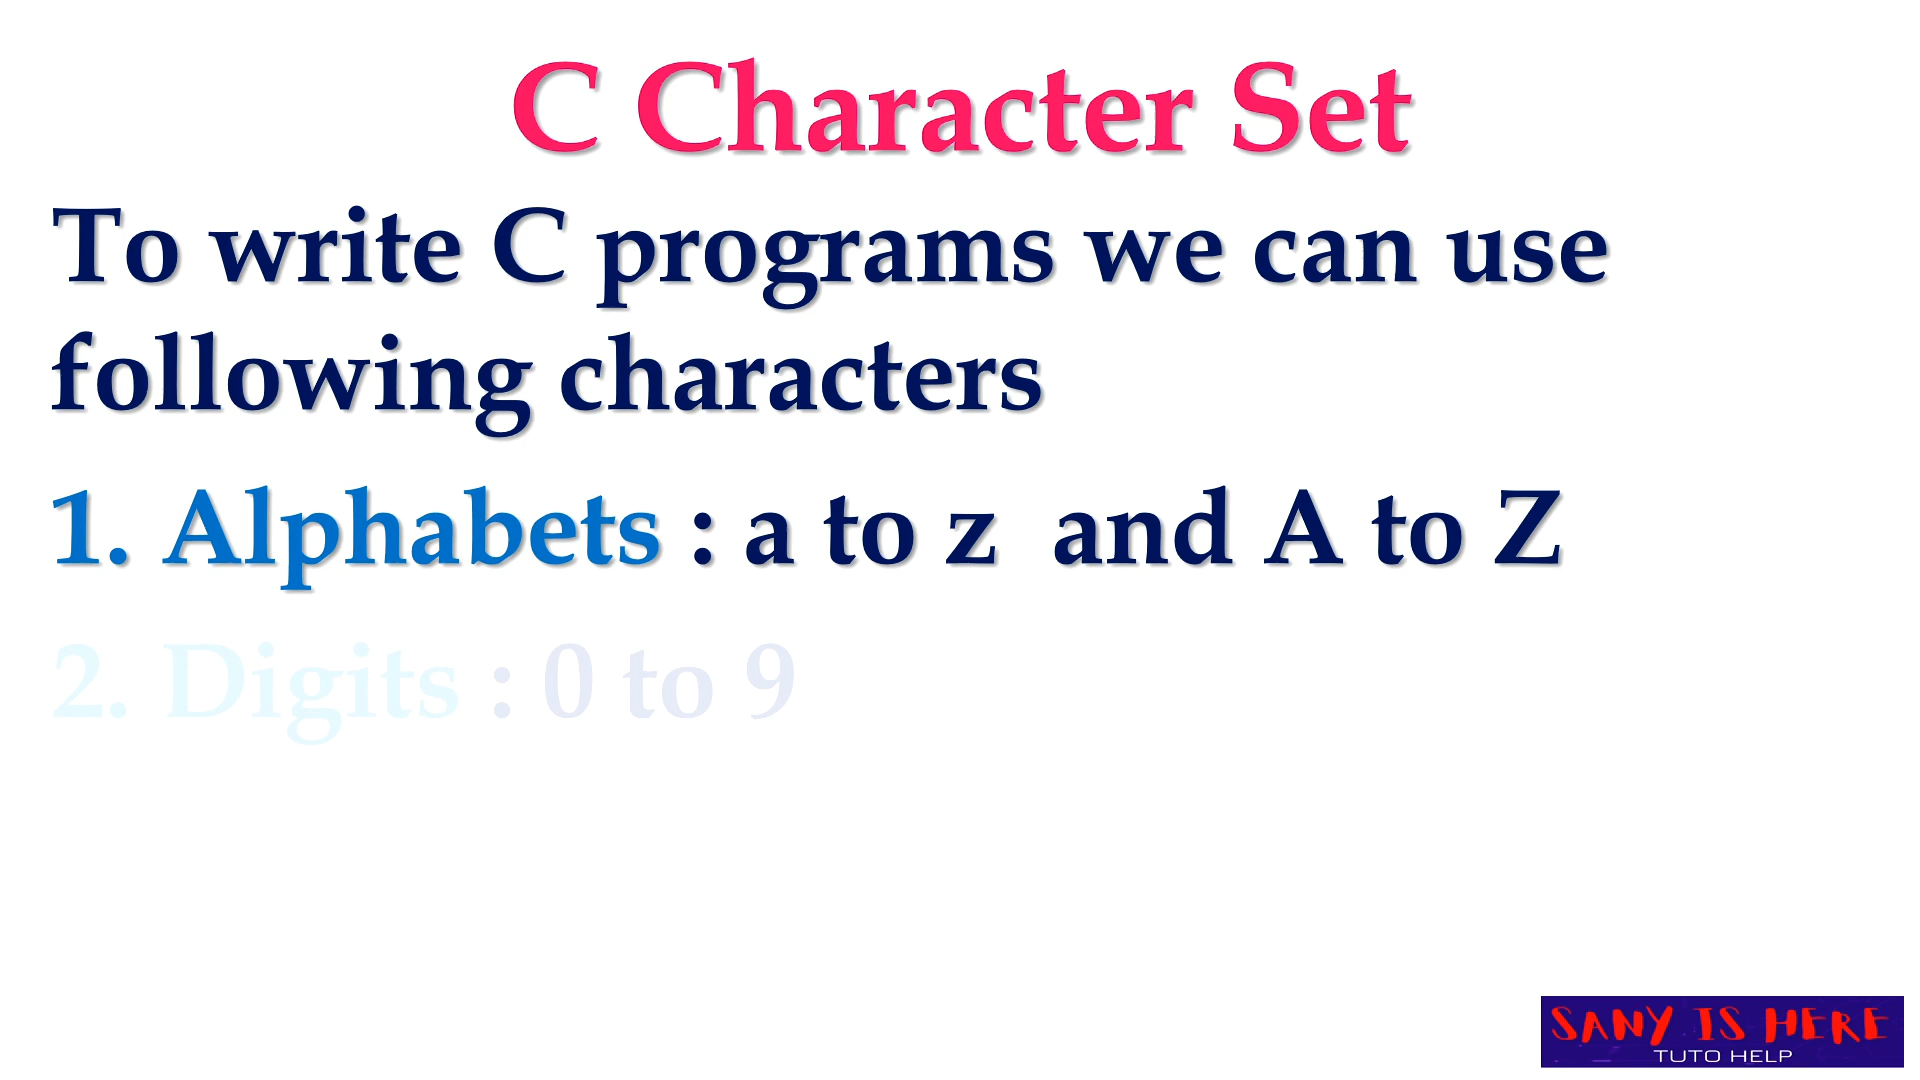 C Character Set
To write C programs we can use
following characters
1. Alphabets : a to z  and A to Z
2. Digits : 0 to 9
SANY IS HERE
TUTO HELP